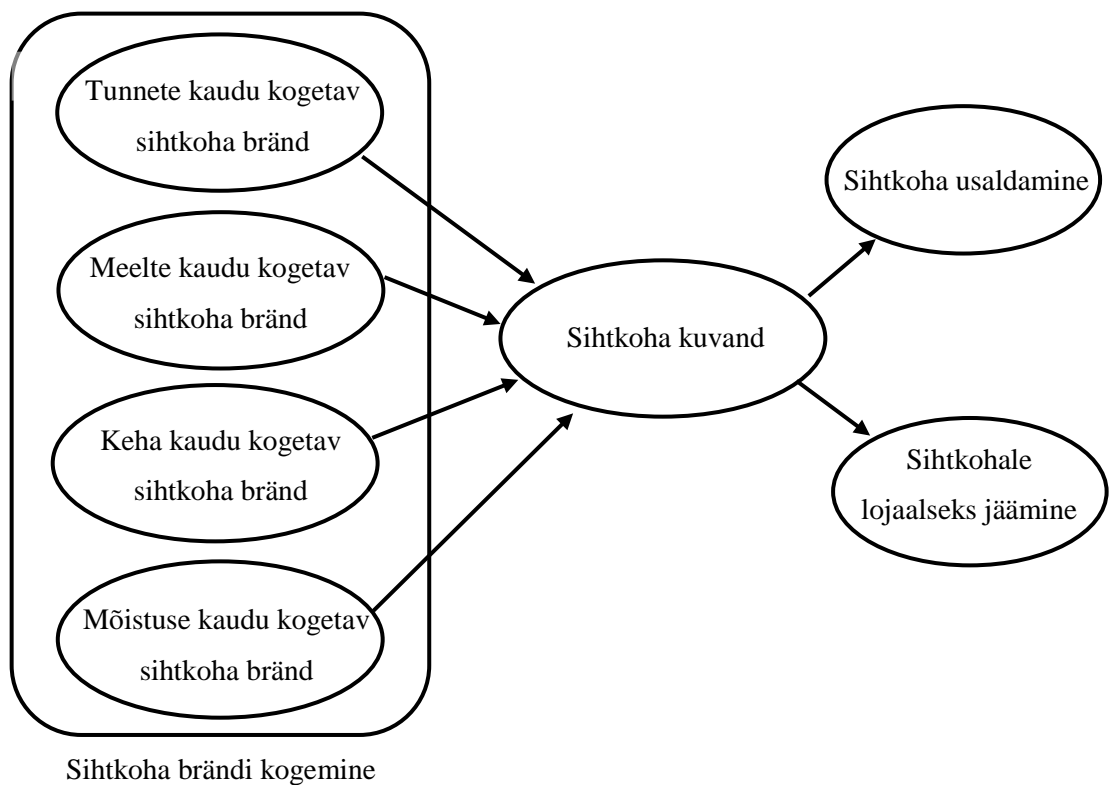 Tunnete kaudu kogetav
sihtkoha bränd
Meelte kaudu kogetav
sihtkoha bränd
Keha kaudu kogetav
sihtkoha bränd
Mõistuse kaudu kogetav
sihtkoha bränd
Sihtkoha brändi kogemine
Sihtkoha kuvand
Sihtkoha usaldamine
Sihtkohale
lojaalseks jäämine